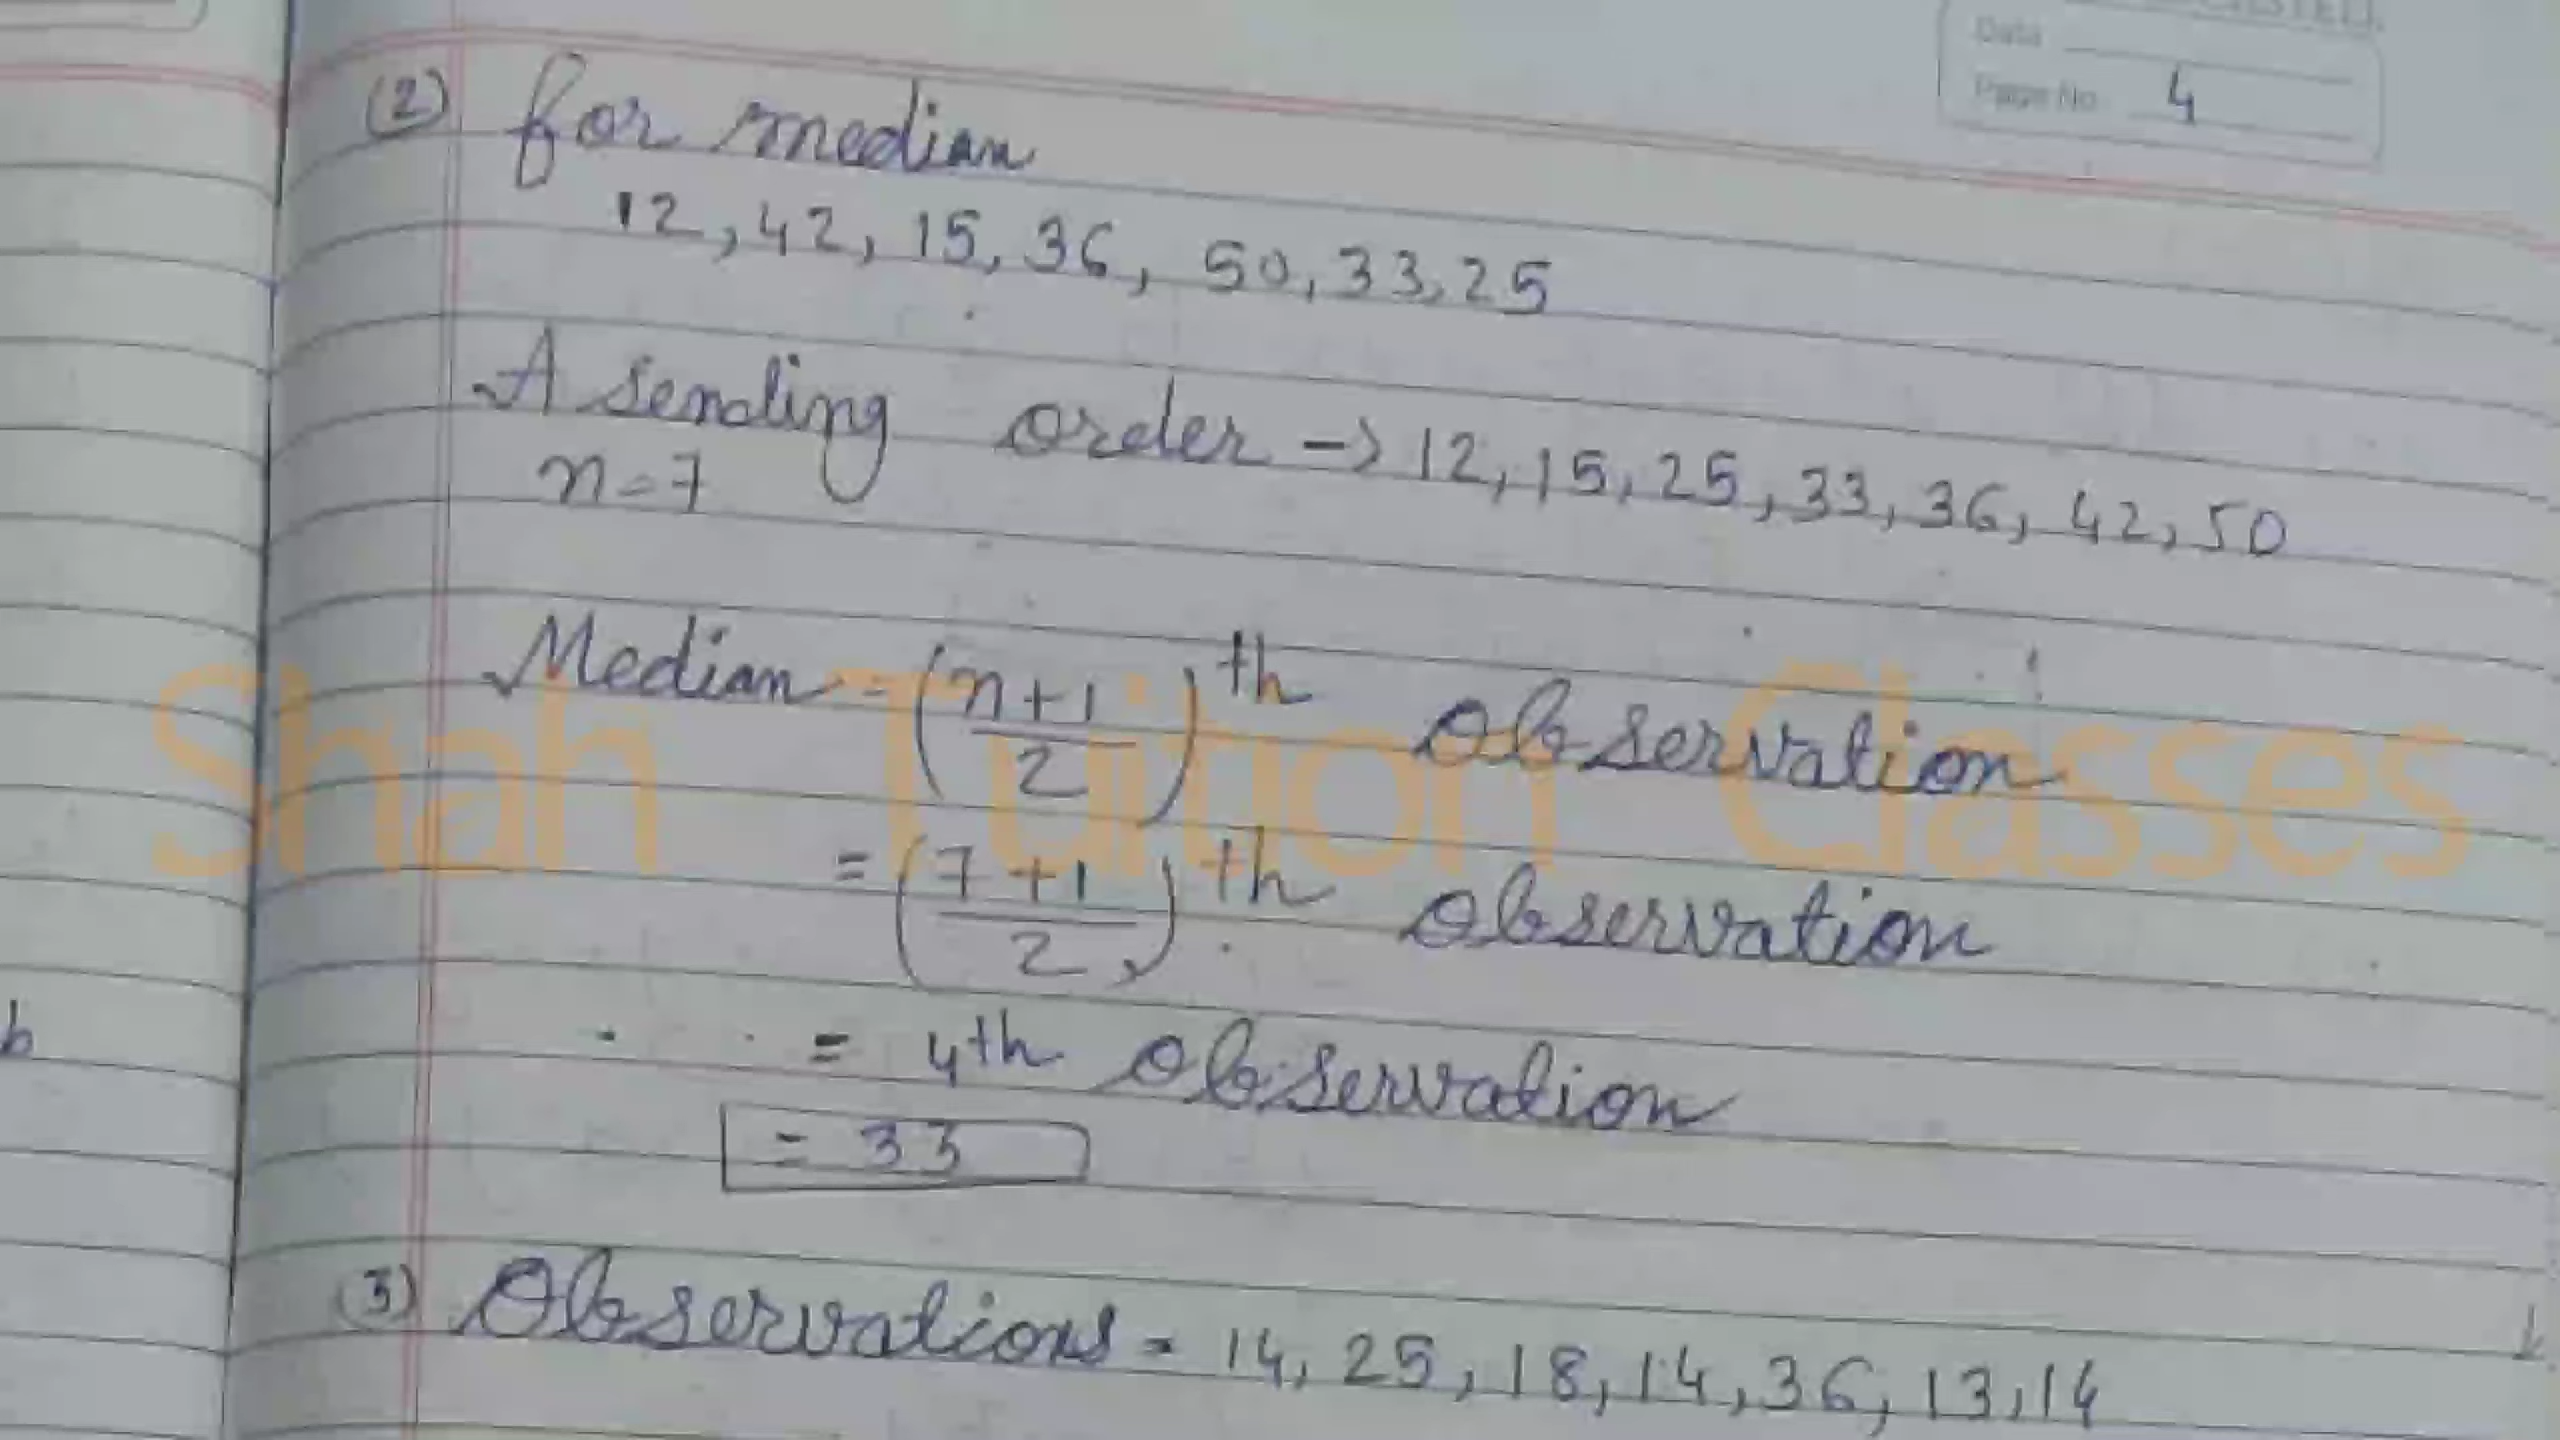 Data
Page No. 4
(2) for median
12, 42, 15, 36, 50, 33, 25
Asending order -> 12, 15, 25, 33, 36, 42, 50
n=7
Median = (n+1/2)th Observation
= (7+1/2)th Observation
= 4th Observation
= 33
b
(3) Observations = 14, 25, 18, 14, 36, 13, 14
Shah Tuition Classes